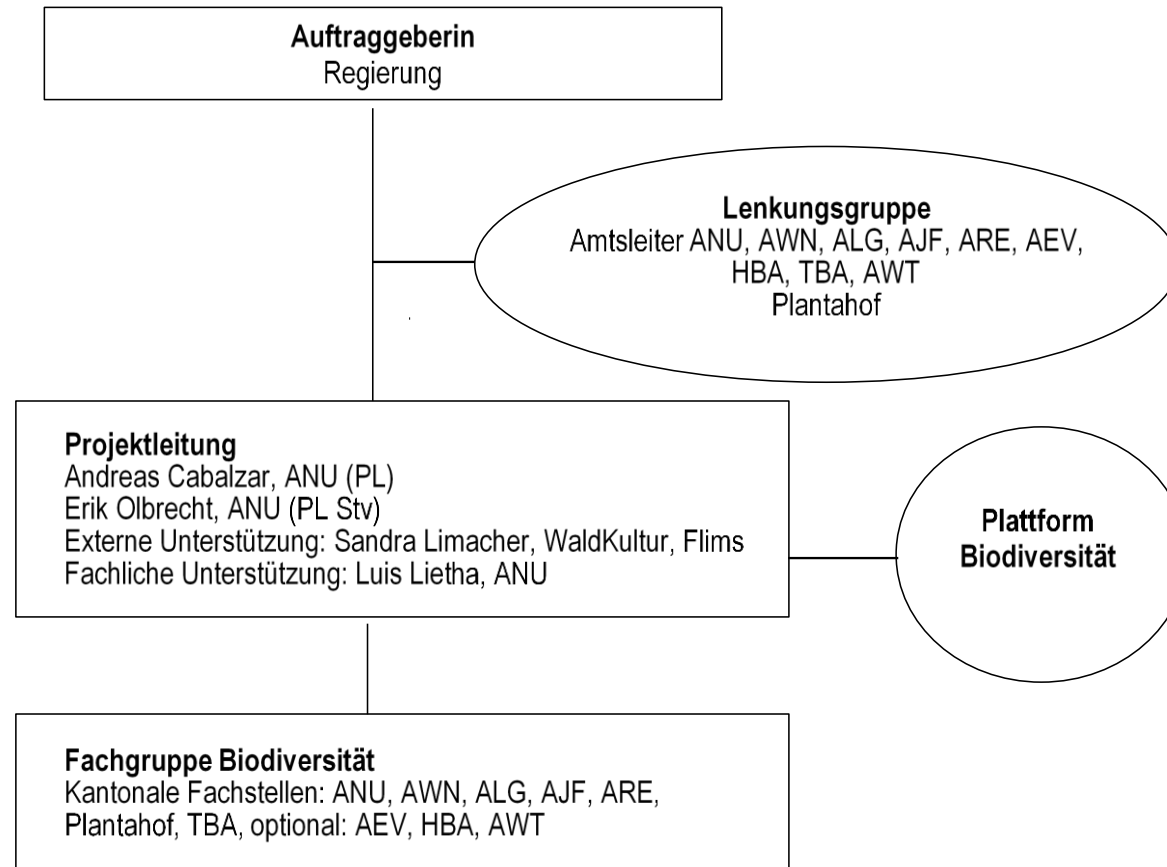 Auftraggeberin
Regierung
Lenkungsgruppe
Amtsleiter ANU, AWN, ALG, AJF, ARE, AEV,
HBA, TBA, AWT
Plantahof
Projektleitung
Andreas Cabalzar, ANU (PL)
Erik Olbrecht, ANU (PL Stv)
Externe Unterstützung: Sandra Limacher, WaldKultur, Flims
Fachliche Unterstützung: Luis Lietha, ANU
Plattform
Biodiversität
Fachgruppe Biodiversität
Kantonale Fachstellen: ANU, AWN, ALG, AJF, ARE,
Plantahof, TBA, optional: AEV, HBA, AWT